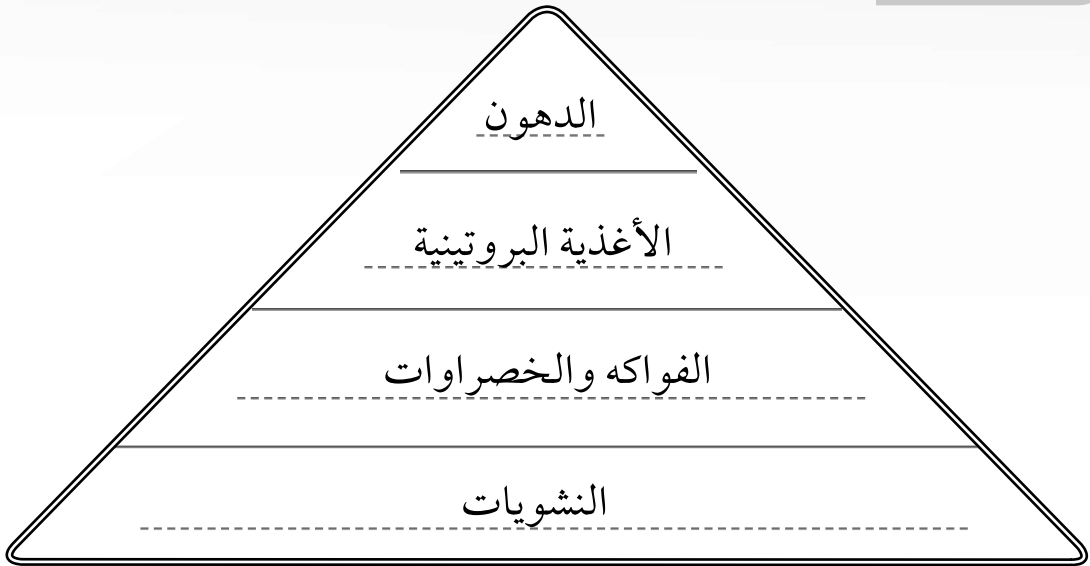 الدهون
الأغذية البروتينية
الفواكه والخصراوات
النشويات